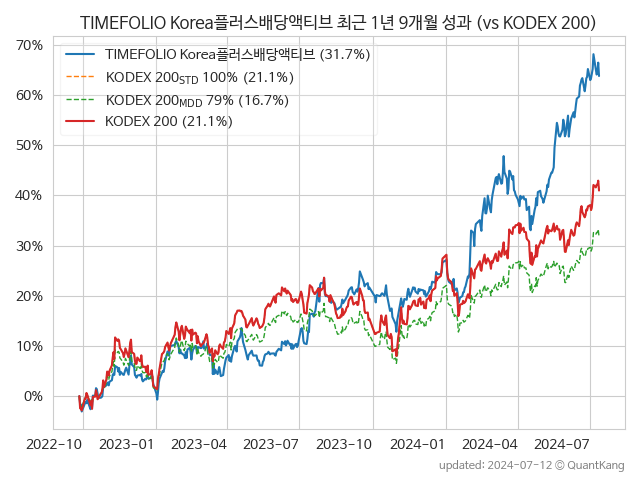 TIMEFOLIO Korea플러스배당액티브 최근 1년 9개월 성과 (vs KODEX 200)
70%
60%
50%
40%
30%
20%
10%
0%
TIMEFOLIO Korea플러스배당액티브 (31.7%)
KODEX 200STD 100% (21.1%)
KODEX 200MDD 79% (16.7%)
KODEX 200 (21.1%)
2022-10 2023-01 2023-04 2023-07 2023-10 2024-01 2024-04 2024-07
updated: 2024-07-12 © QuantKang